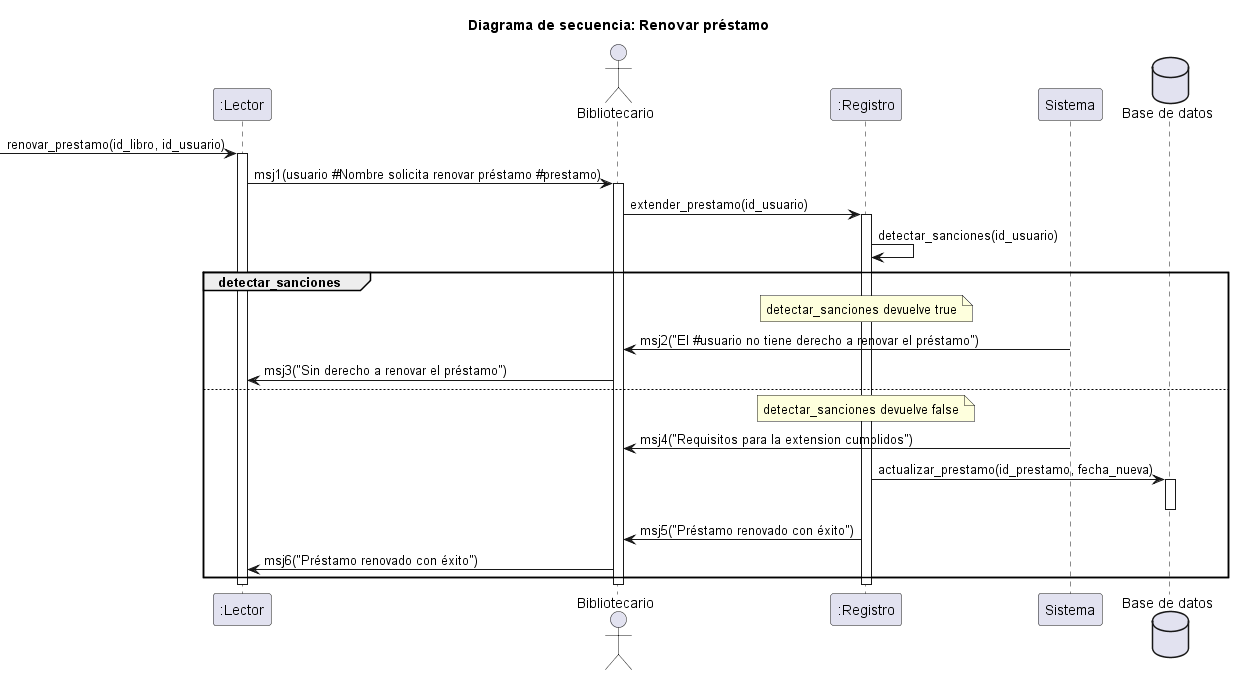 Diagrama de secuencia: Renovar préstamo
:Lector
Bibliotecario
:Registro
Sistema
Base de datos
renovar_prestamo(id_libro, id_usuario)
msj1(usuario #Nombre solicita renovar préstamo #prestamo)
extender_prestamo(id_usuario)
detectar_sanciones(id_usuario)
detectar_sanciones
detectar_sanciones devuelve true
msj2("El #usuario no tiene derecho a renovar el préstamo")
msj3("Sin derecho a renovar el préstamo")
detectar_sanciones devuelve false
msj4("Requisitos para la extension cumplidos")
actualizar_prestamo(id_prestamo, fecha_nueva)
msj5("Préstamo renovado con éxito")
msj6("Préstamo renovado con éxito")
:Lector
Bibliotecario
:Registro
Sistema
Base de datos